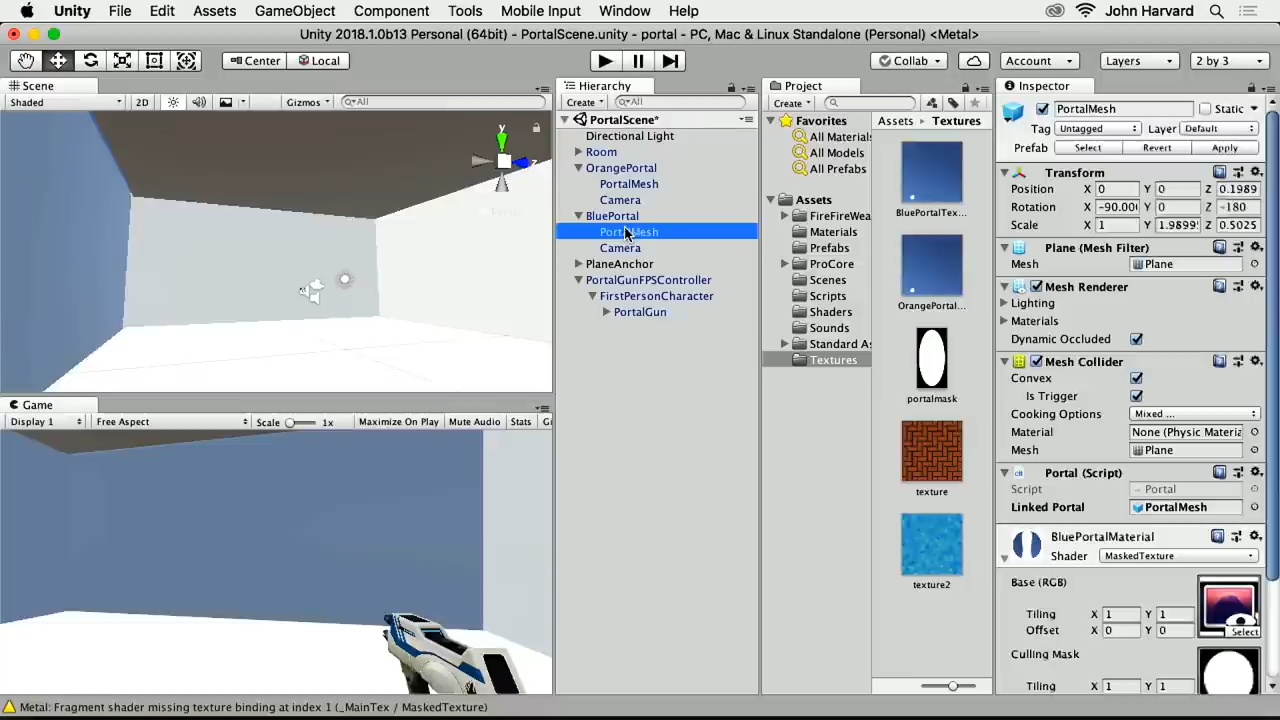 Unity File Edit Assets GameObject Component Tools Mobile Input Window Help John Harvard
Unity 2018.1.0b13 Personal (64bit) - PortalScene.unity - portal - PC, Mac & Linux Standalone (Personal) <Metal>
Center Local Collab Account Layers 2 by 3
Scene
Shaded 2D Gizmos All
y
z
Game
Display 1 Free Aspect Scale 1x Maximize On Play Mute Audio Stats
Hierarchy
Create All
PortalScene*
Directional Light
Room
OrangePortal
PortalMesh
Camera
BluePortal
PortalMesh
Camera
PlaneAnchor
PortalGunFPSController
FirstPersonCharacter
PortalGun
Project
Create
Favorites
All Materials
All Models
All Prefabs
Assets
FireFireWea
Materials
Prefabs
ProCore
Scenes
Scripts
Shaders
Sounds
Standard As
Textures
Assets Textures
BluePortalTex...
OrangePortal...
portalmask
texture
texture2
Inspector
PortalMesh Static
Tag Untagged Layer Default
Prefab Select Revert Apply
Transform
Position X 0 Y 0 Z 0.1989
Rotation X -90.00 Y 0 Z -180
Scale X 1 Y 1.9899 Z 0.5025
Plane (Mesh Filter)
Mesh Plane
Mesh Renderer
Lighting
Materials
Dynamic Occluded
Mesh Collider
Convex
Is Trigger
Cooking Options Mixed ...
Material None (Physic Materia
Mesh Plane
Portal (Script)
Script Portal
Linked Portal PortalMesh
BluePortalMaterial
Shader MaskedTexture
Base (RGB)
Tiling X 1 Y 1
Offset X 0 Y 0
Select
Culling Mask
Tiling X 1 Y 1
Metal: Fragment shader missing texture binding at index 1 (_MainTex / MaskedTexture)